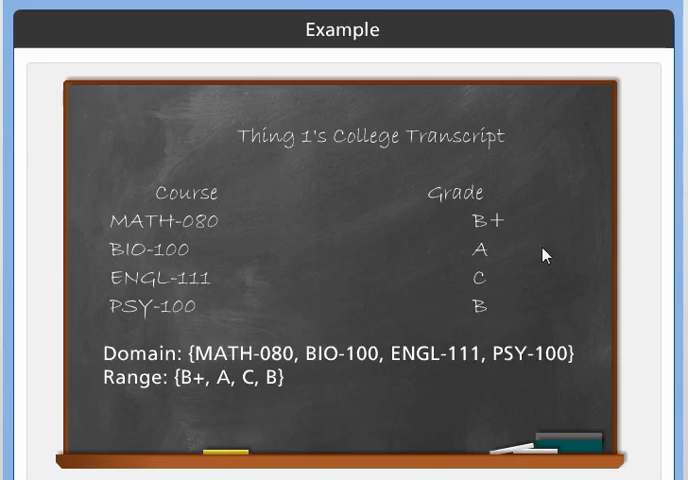 Example
Thing 1's College Transcript
Course Grade
MATH-080 B+
BIO-100 A
ENGL-111 C
PSY-100 B
Domain: {MATH-080, BIO-100, ENGL-111, PSY-100}
Range: {B+, A, C, B}